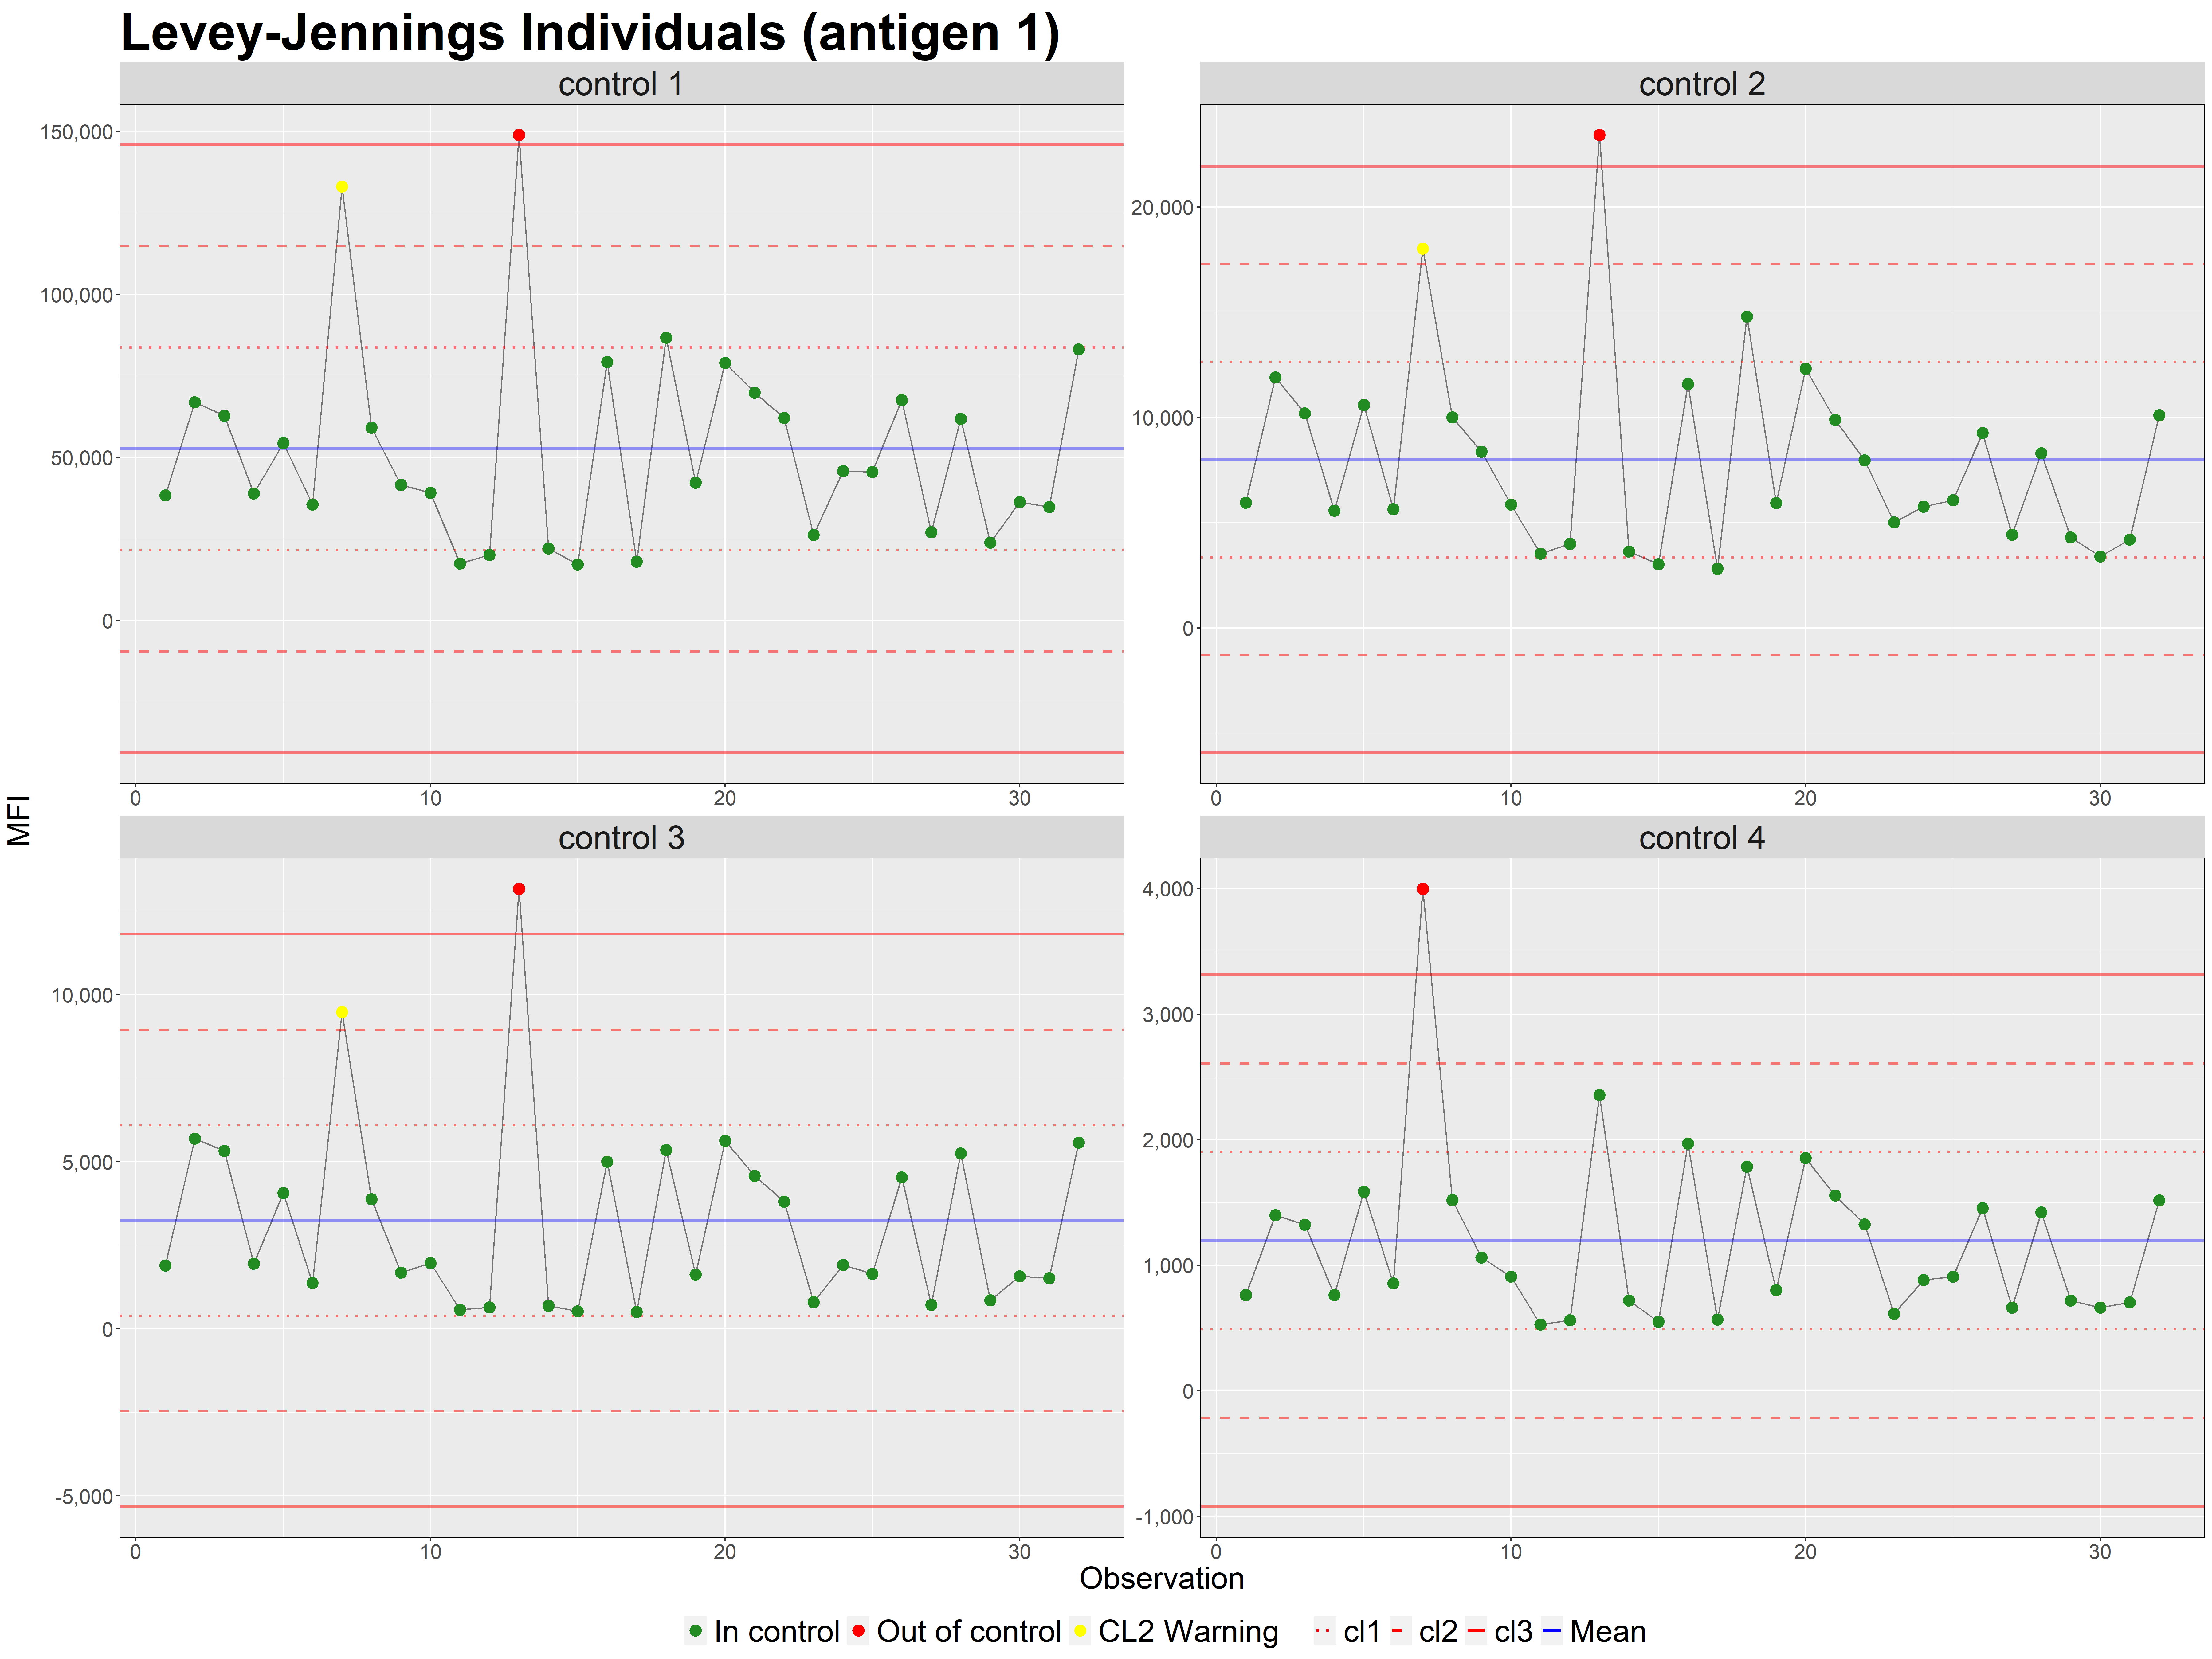 Levey-Jennings Individuals (antigen 1)
control 1
150,000
100,000
50,000
0
0 10 20 30
control 2
20,000
10,000
0
0 10 20 30
MFI
control 3
10,000
5,000
0
-5,000
0 10 20 30
control 4
4,000
3,000
2,000
1,000
0
-1,000
0 10 20 30
Observation
In control Out of control CL2 Warning cl1 cl2 cl3 Mean